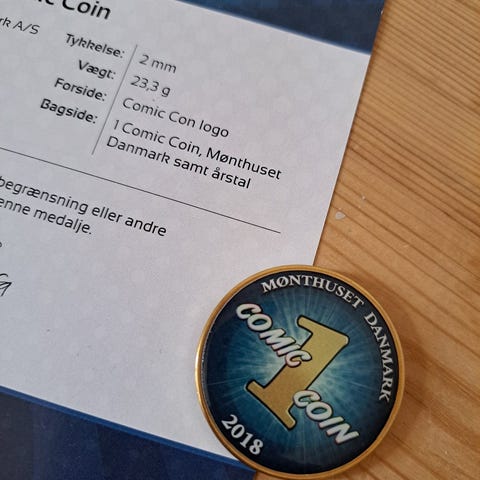 Coin
A/S
Tykkelse: 2 mm
Vægt: 23,3 g
Forside: Comic Con logo
Bagside: 1 Comic Coin, Mønthuset
Danmark samt årstal
begrænsning eller andre
medalje.
MØNTHUSET DANMARK
COMIC
1
COIN
2018